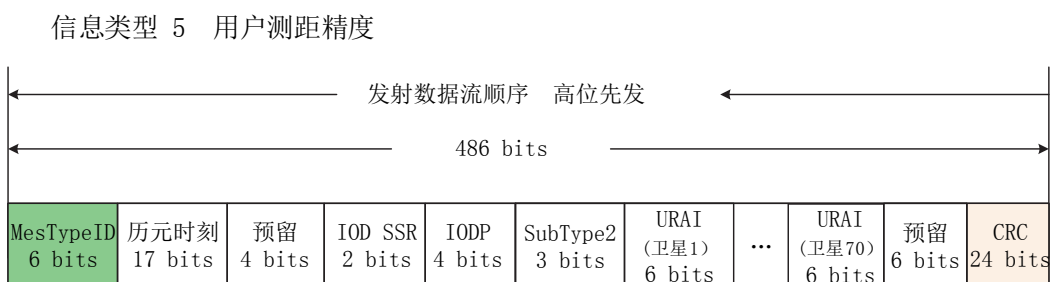 信息类型 5 用户测距精度
发射数据流顺序 高位先发
486 bits
MesTypeID 历元时刻 预留 IOD SSR IODP SubType2 URAI (卫星1) … URAI (卫星70) 预留 CRC
6 bits 17 bits 4 bits 2 bits 4 bits 3 bits 6 bits 6 bits 6 bits 24 bits